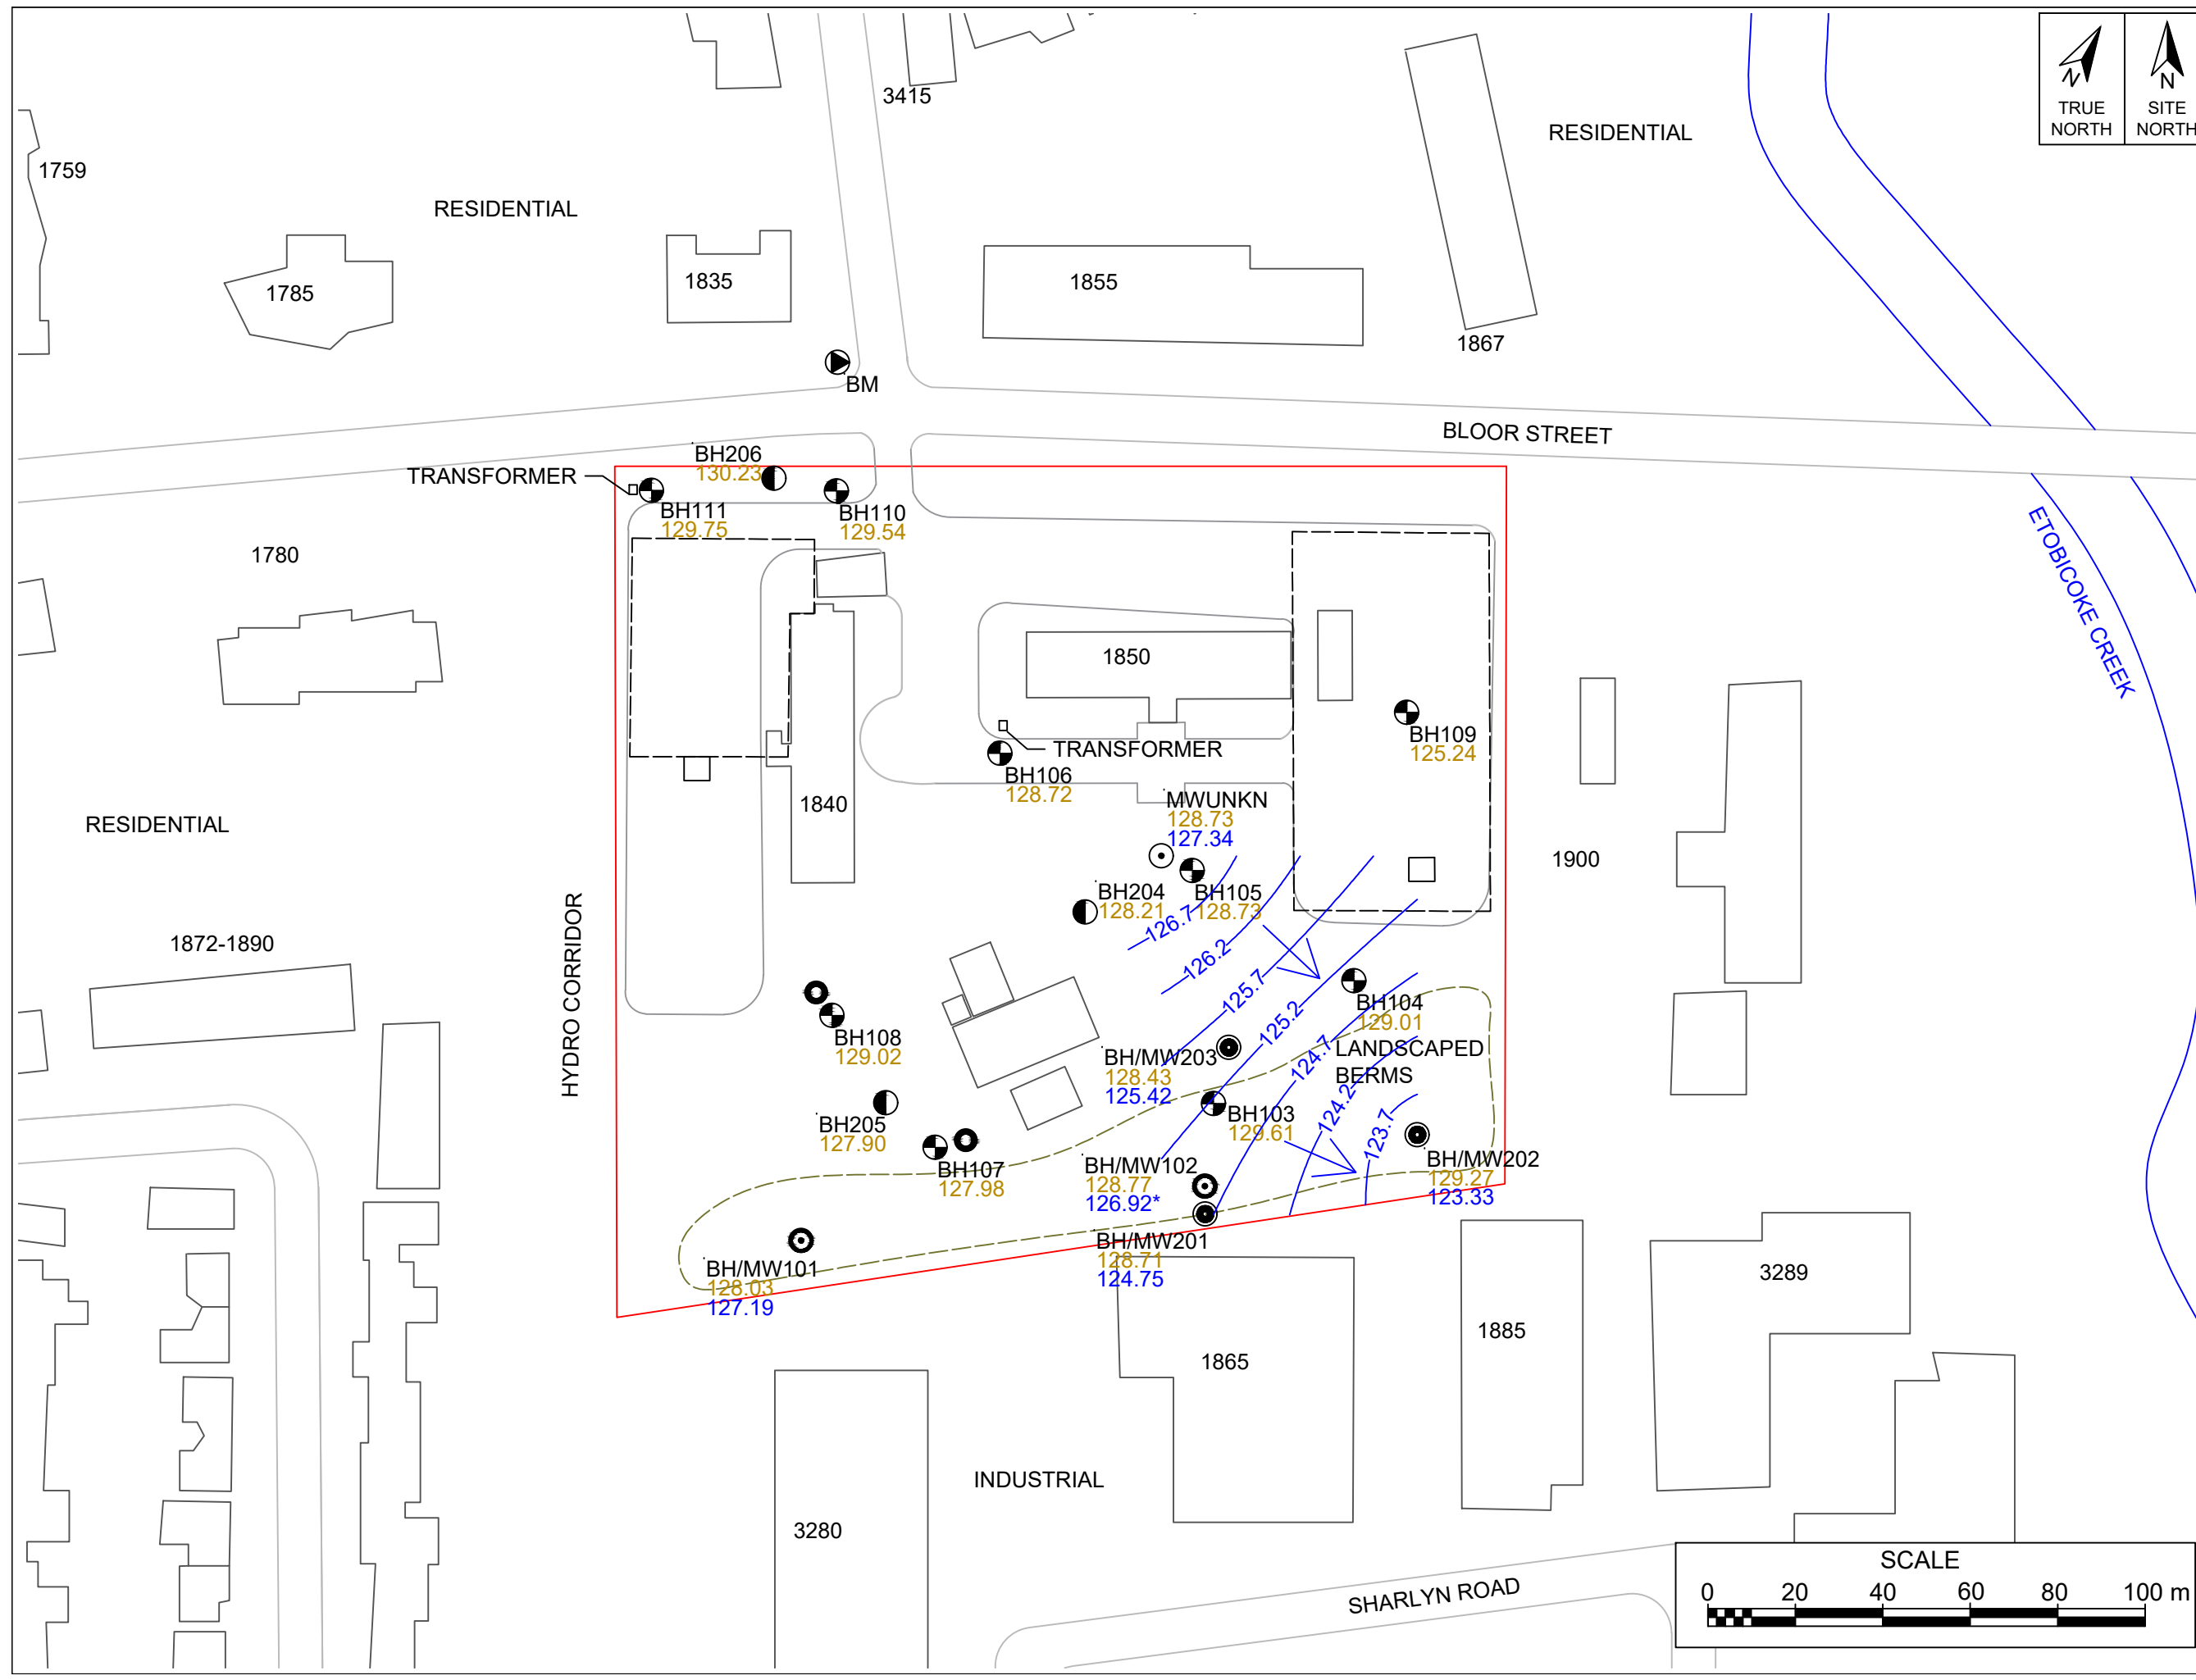 3415
RESIDENTIAL
N
TRUE
NORTH
N
SITE
NORTH
1759
RESIDENTIAL
1785
1835
1855
1867
BM
BLOOR STREET
ETOBICOKE CREEK
TRANSFORMER
BH206
130.23
BH111
129.75
BH110
129.54
1780
1850
TRANSFORMER
BH109
125.24
BH106
128.72
1840
MWUNKN
128.73
127.34
RESIDENTIAL
1900
BH204
128.21
BH105
128.73
126.7
126.2
125.7
125.2
124.7
124.2
123.7
1872-1890
HYDRO CORRIDOR
BH104
129.01
LANDSCAPED
BERMS
BH108
129.02
BH/MW203
128.43
125.42
BH205
127.90
BH103
129.61
BH107
127.98
BH/MW102
128.77
126.92*
BH/MW202
129.27
123.33
BH/MW201
128.71
124.75
BH/MW101
128.03
127.19
3289
1885
1865
INDUSTRIAL
3280
SHARLYN ROAD
SCALE
0 20 40 60 80 100 m